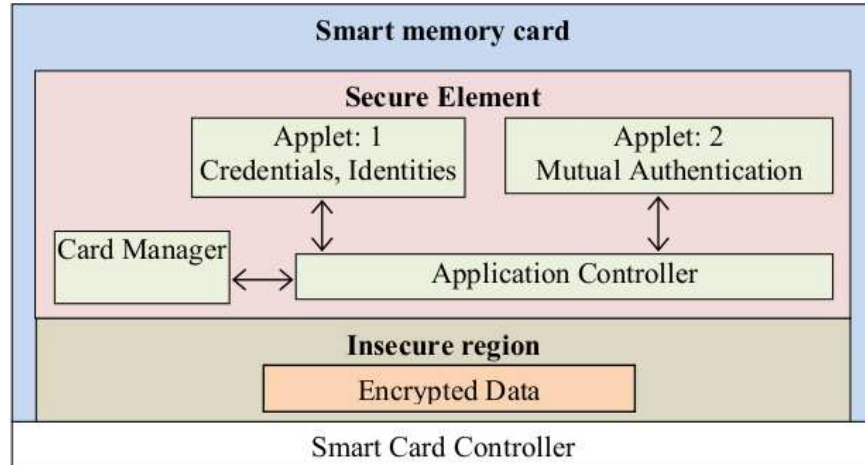 Smart memory card
Secure Element
Applet: 1
Credentials, Identities
Applet: 2
Mutual Authentication
Card Manager
Application Controller
Insecure region
Encrypted Data
Smart Card Controller